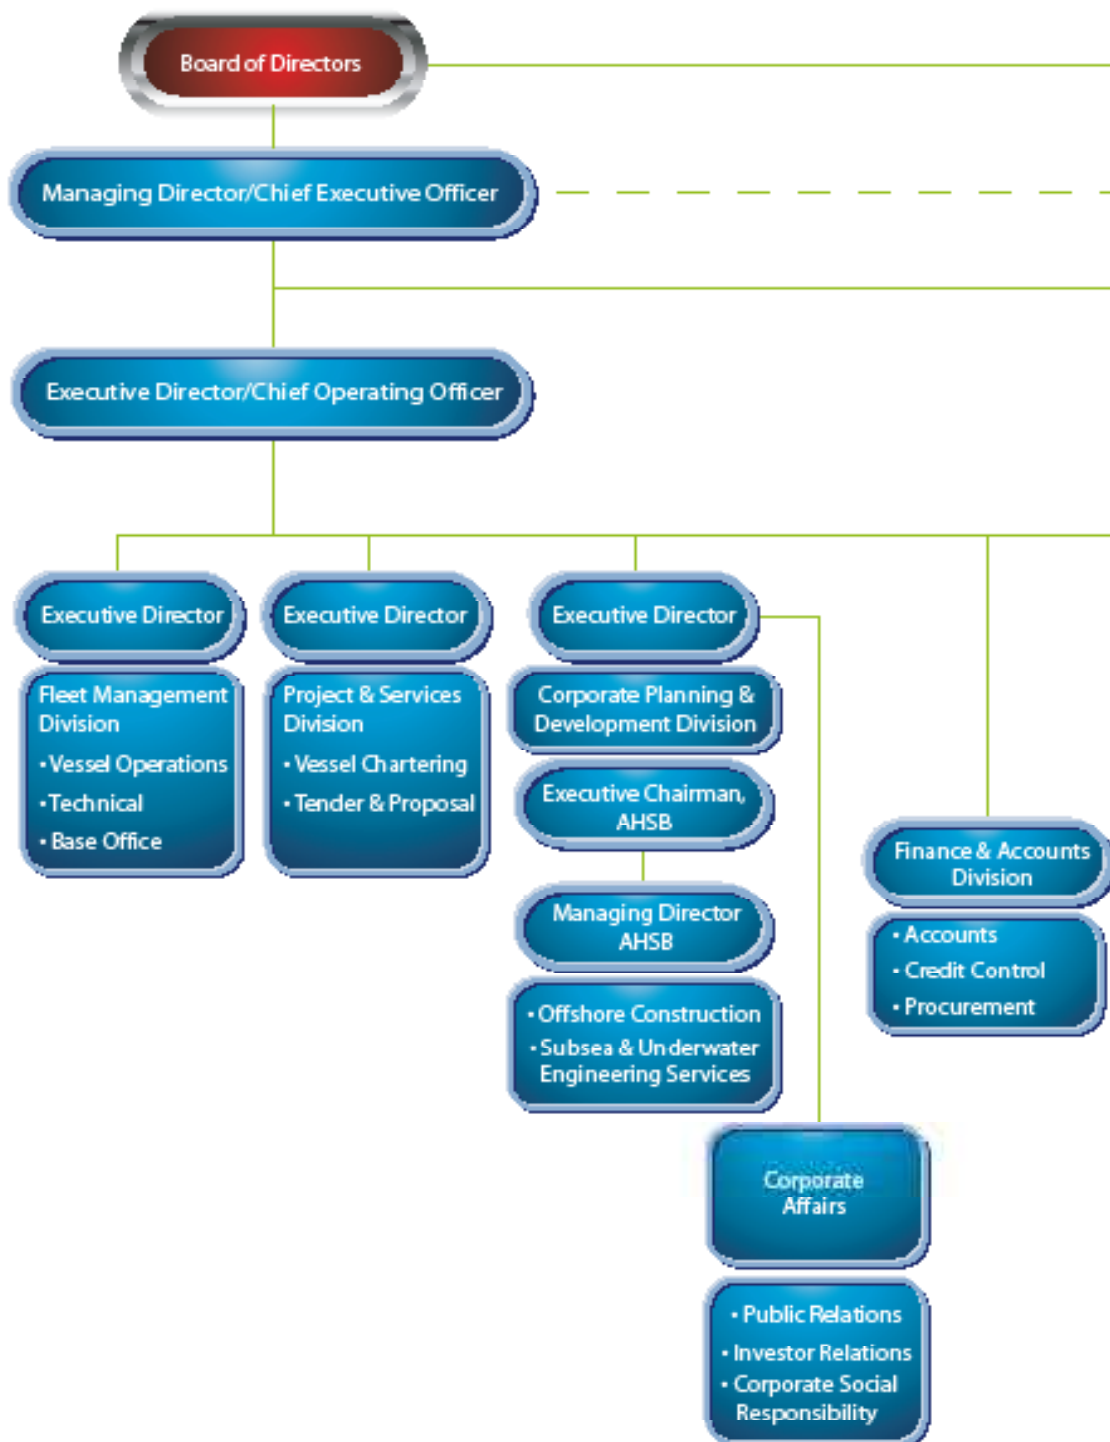 Board of Directors
Managing Director/Chief Executive Officer
Executive Director/Chief Operating Officer
Executive Director
Fleet Management
Division
• Vessel Operations
• Technical
• Base Office
Executive Director
Project & Services
Division
• Vessel Chartering
• Tender & Proposal
Executive Director
Corporate Planning &
Development Division
Executive Chairman,
AHSB
Managing Director
AHSB
• Offshore Construction
• Subsea & Underwater
Engineering Services
Finance & Accounts
Division
• Accounts
• Credit Control
• Procurement
Corporate
Affairs
• Public Relations
• Investor Relations
• Corporate Social
Responsibility